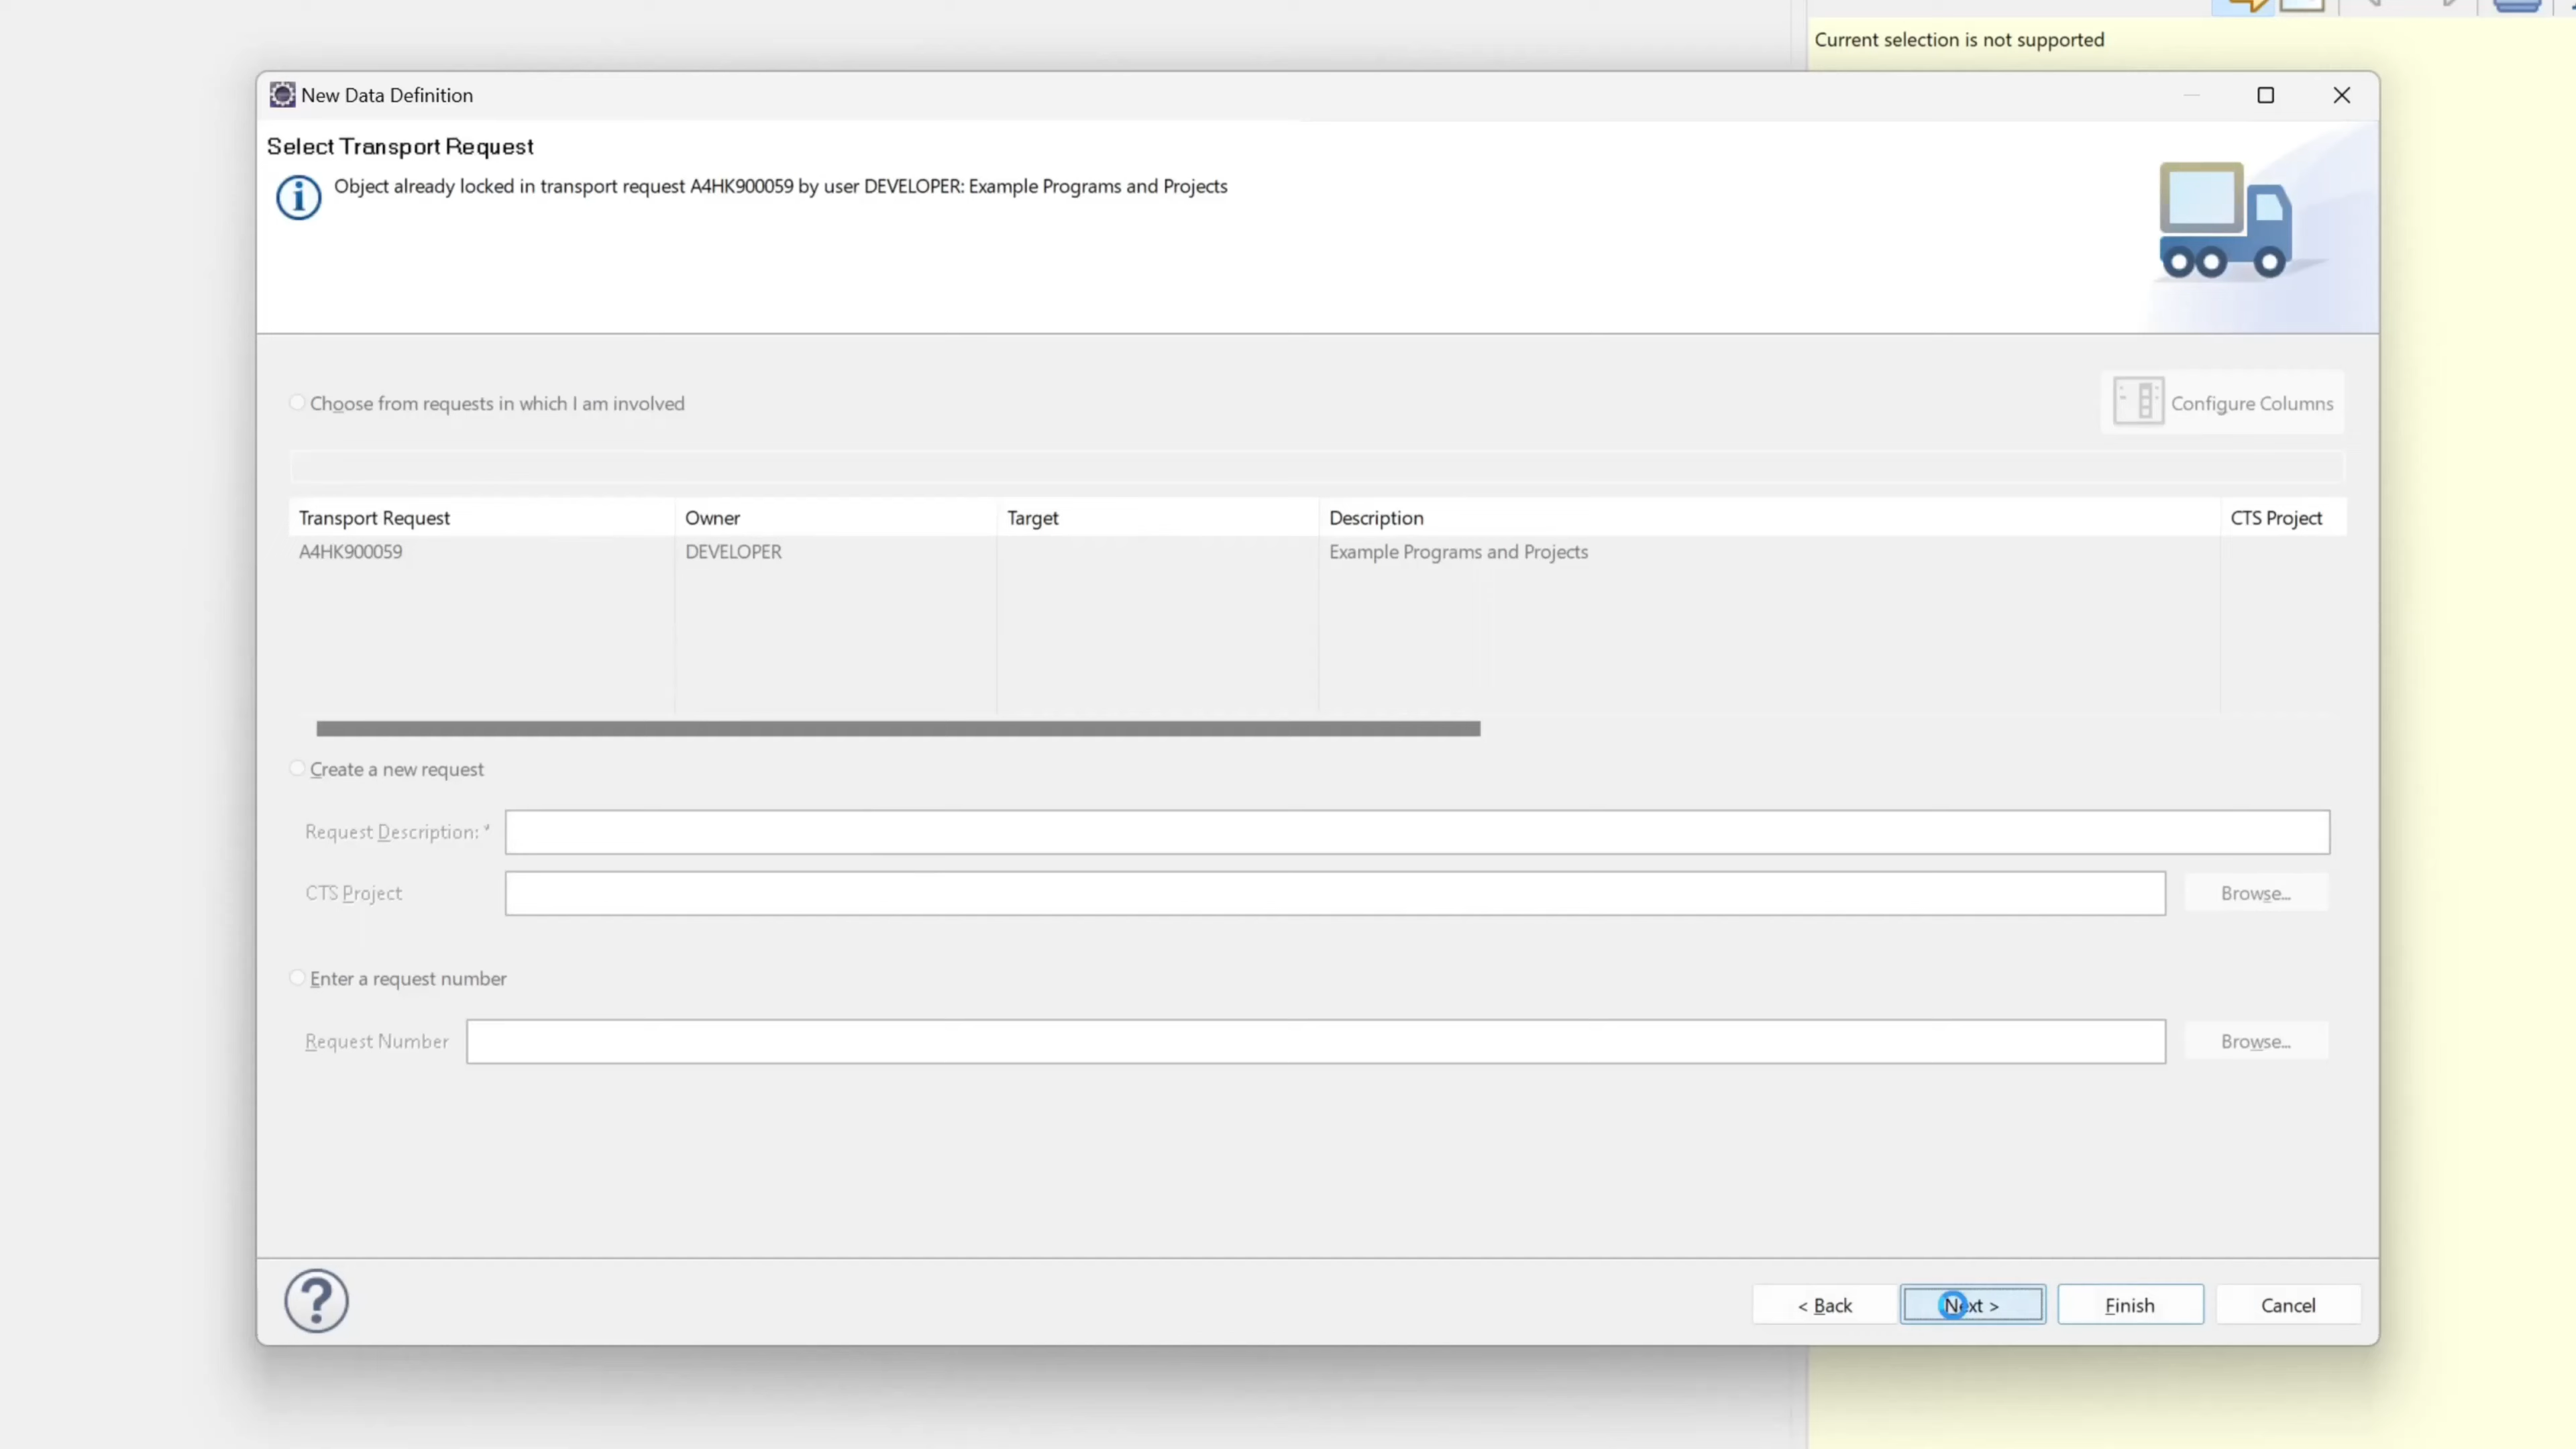 Current selection is not supported
New Data Definition
Select Transport Request
Object already locked in transport request A4HK900059 by user DEVELOPER: Example Programs and Projects
Choose from requests in which I am involved
Configure Columns
Transport Request Owner Target Description CTS Project
A4HK900059 DEVELOPER Example Programs and Projects
Create a new request
Request Description: *
CTS Project Browse...
Enter a request number
Request Number Browse...
? < Back Next > Finish Cancel